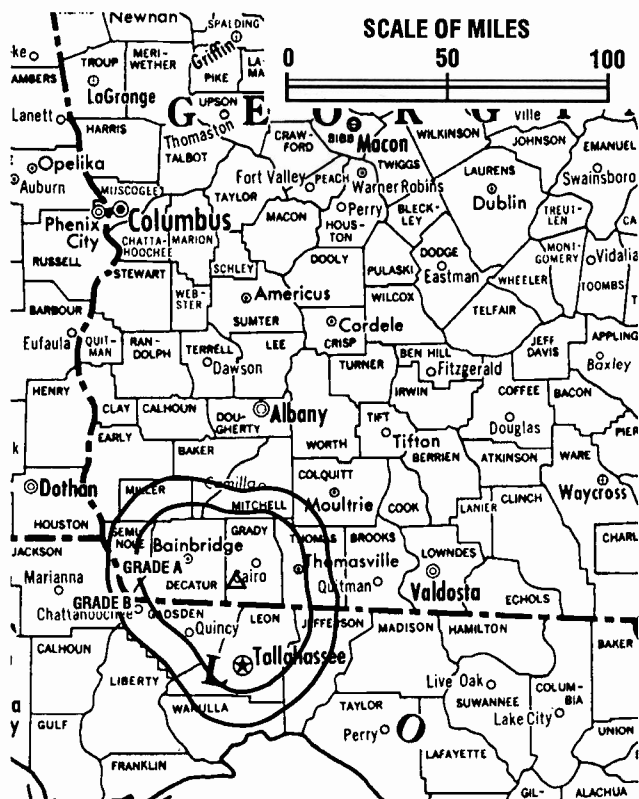 SCALE OF MILES
0 50 100
Newnan
SPALDING
Griffin
TROUP
MERI-
WETHER
PIKE
AMBERS
LaGrange
UPSON
GEORGI
Lanett
HARRIS
Thomaston
TALBOT
CRAW-
FORD
BIBB
Macon
WILKINSON
ville
JOHNSON
EMANUEL
Opelika
Auburn
MUSCOGLE
TAYLOR
Fort Valley
PEACH
TWIGGS
Warner Robins
LAURENS
Dublin
Swainsboro
Phenix
City
Columbus
CHATTA-
HOOCHEE
MARION
MACON
Perry
HOUS-
TON
BLECK-
LEY
TREUT-
LEN
RUSSELL
STEWART
SCHLEY
DOOLY
PULASKI
DODGE
Eastman
MONT-
GOMERY
Vidalia
WHEELER
TOOMBS
WEB-
STER
Americus
SUMTER
WILCOX
TELFAIR
BARBOUR
Eufaula
QUIT-
MAN
RAN-
DOLPH
TERRELL
Dawson
LEE
Cordele
CRISP
TURNER
BEN HILL
Fitzgerald
JEFF
DAVIS
APPLING
Baxley
HENRY
CLAY
CALHOUN
DOU-
GHERTY
Albany
IRWIN
COFFEE
Douglas
BACON
EARLY
BAKER
WORTH
TIFT
Tifton
BERRIEN
ATKINSON
WARE
PIER
Dothan
MILLER
Camilla
MITCHELL
COLQUITT
Moultrie
COOK
LANIER
CLINCH
Waycross
HOUSTON
SEMI-
NOLE
GRADY
THOMAS
BROOKS
CHARL
JACKSON
Marianna
Bainbridge
GRADE A
DECATUR
Cairo
Thomasville
Quitman
LOWNDES
Valdosta
ECHOLS
GRADE B
Chattahoochee
GADSDEN
Quincy
LEON
JEFFERSON
MADISON
HAMILTON
BAKER
CALHOUN
LIBERTY
L
Tallahassee
Live Oak
SUWANNEE
COLUM-
BIA
Lake City
GULF
WAKULLA
TAYLOR
Perry
O
LAFAYETTE
UNION
FRANKLIN
GIL-
ALACHUA